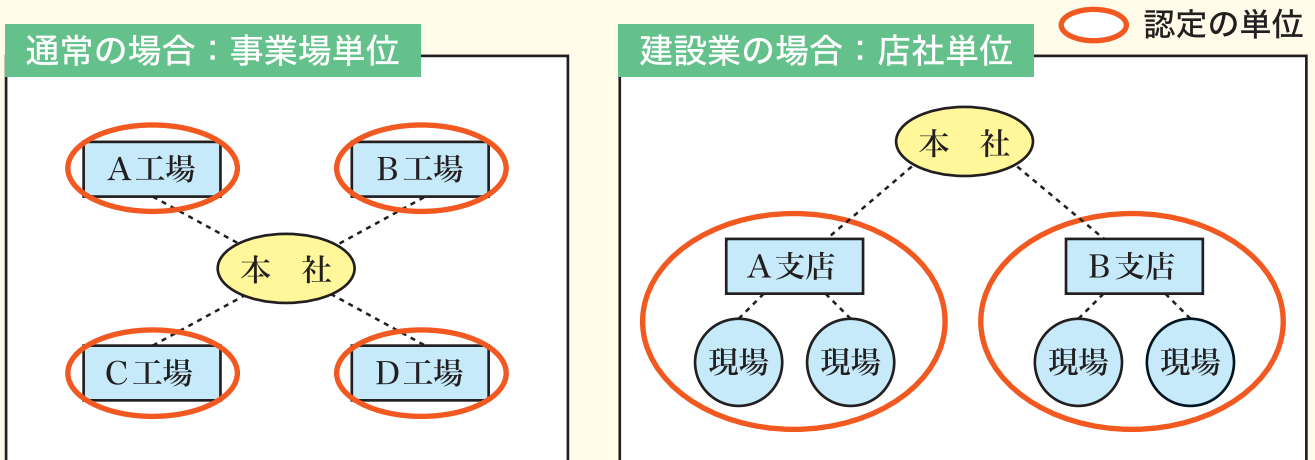 認定の単位
通常の場合：事業場単位
A工場
B工場
本 社
C工場
D工場
建設業の場合：店社単位
本 社
A支店
B支店
現場
現場
現場
現場